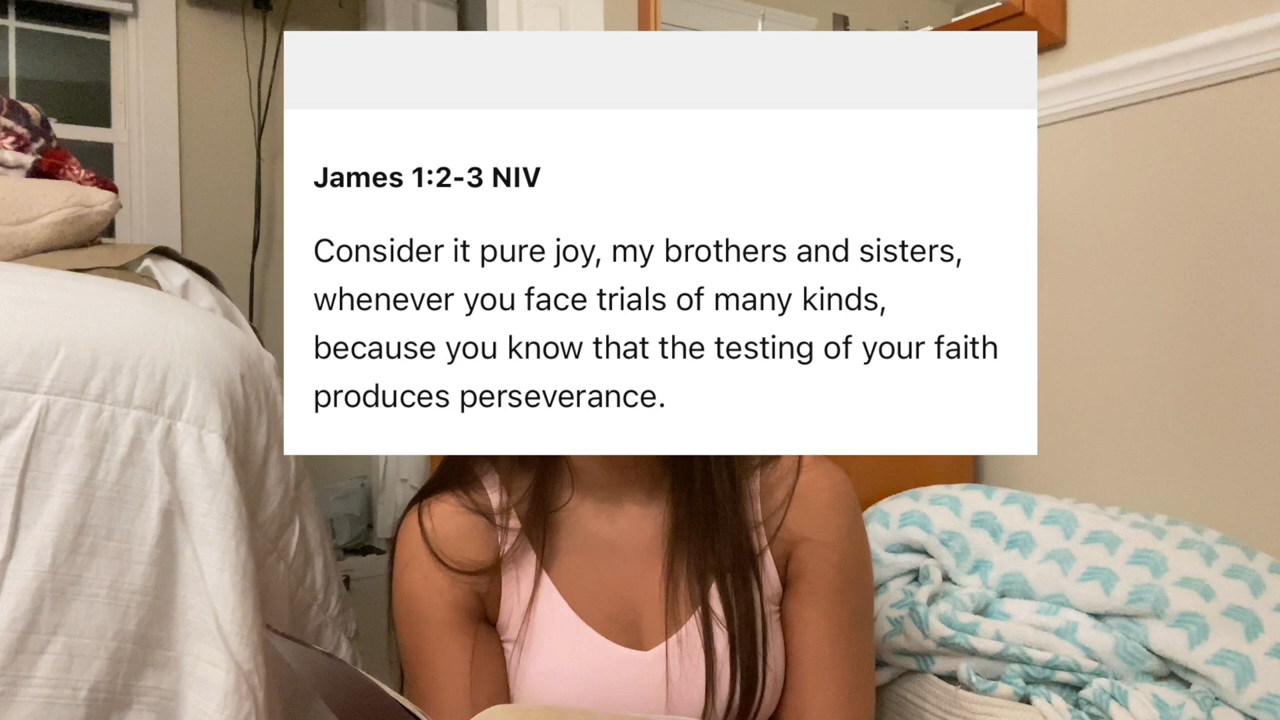 James 1:2-3 NIV
Consider it pure joy, my brothers and sisters,
whenever you face trials of many kinds,
because you know that the testing of your faith
produces perseverance.